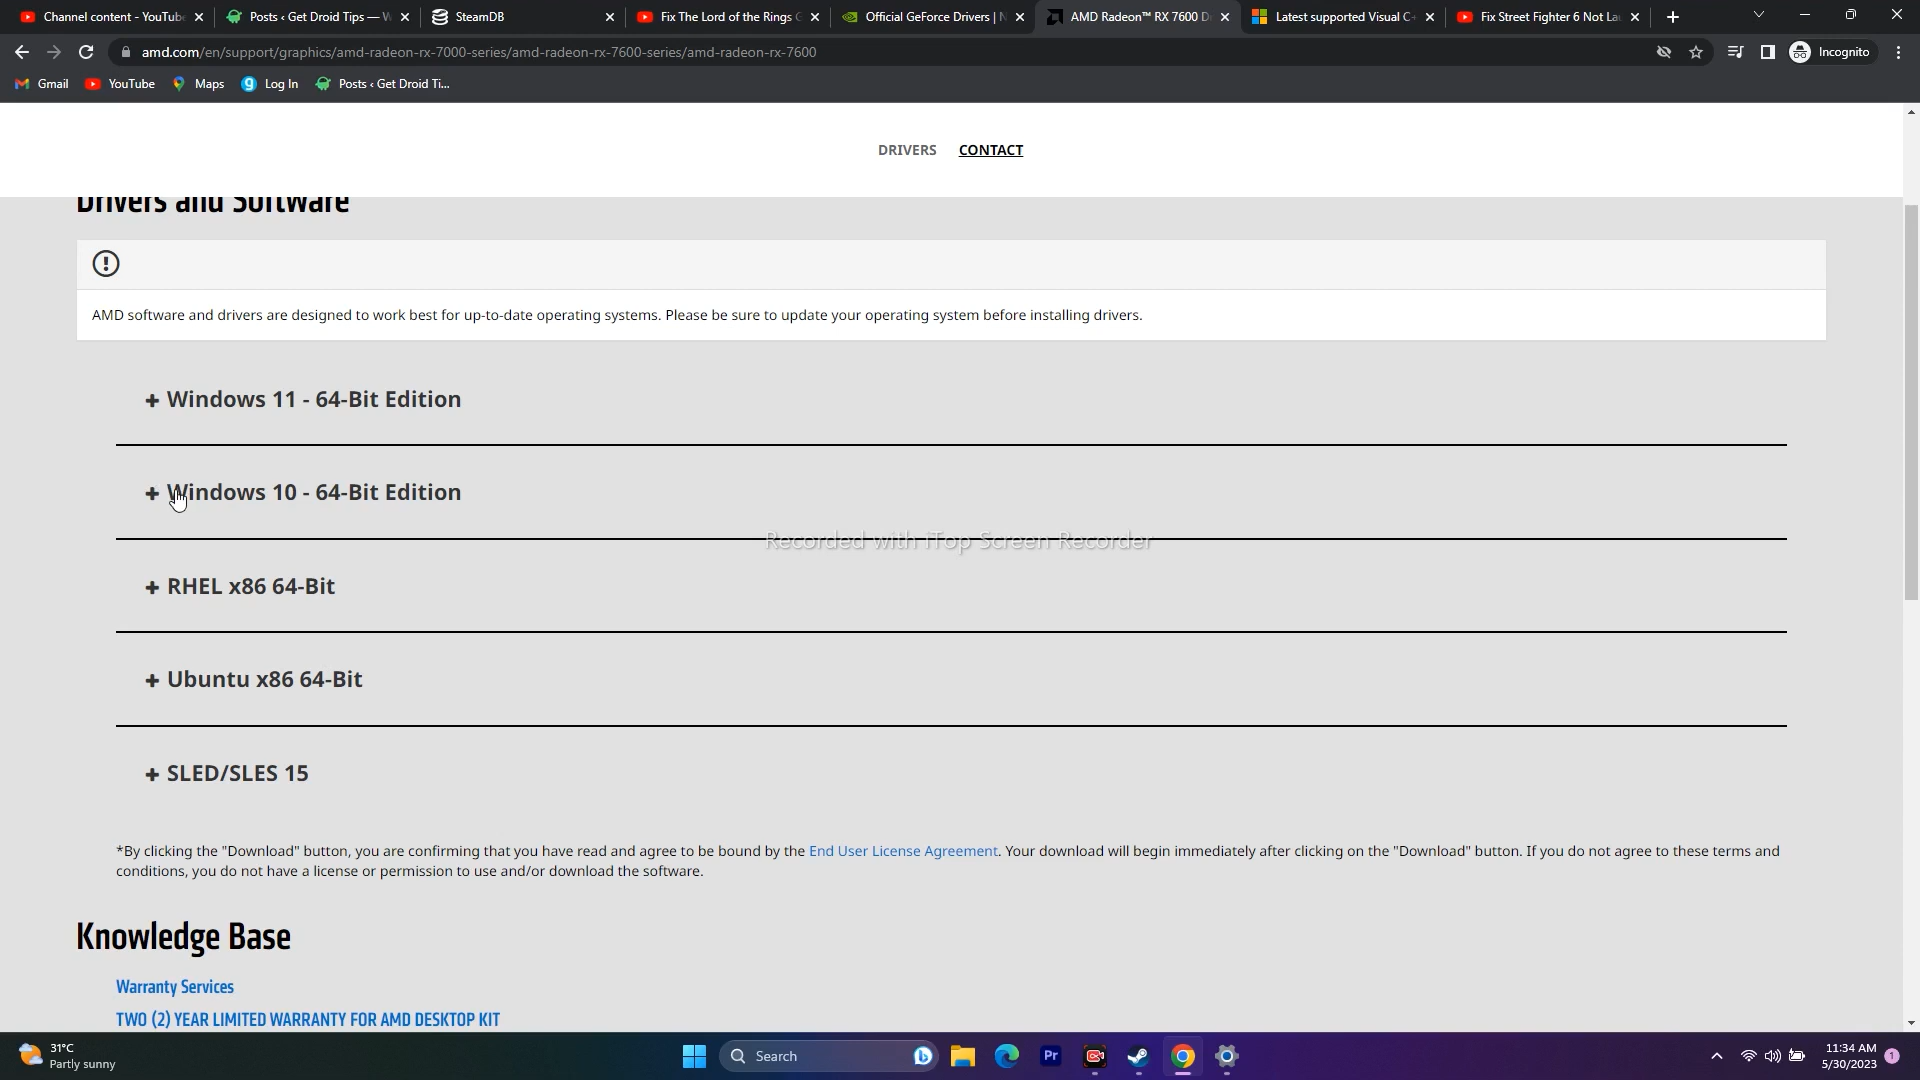 Channel content - YouTub
Posts ‹ Get Droid Tips — W
SteamDB
Fix The Lord of the Rings
Official GeForce Drivers |
AMD Radeon™ RX 7600 D
Latest supported Visual C
Fix Street Fighter 6 Not La
amd.com/en/support/graphics/amd-radeon-rx-7000-series/amd-radeon-rx-7600-series/amd-radeon-rx-7600
Incognito
Gmail
YouTube
Maps
Log In
Posts ‹ Get Droid Ti...
DRIVERS CONTACT
Drivers and Software
AMD software and drivers are designed to work best for up-to-date operating systems. Please be sure to update your operating system before installing drivers.
+ Windows 11 - 64-Bit Edition
+ Windows 10 - 64-Bit Edition
Recorded with iTop Screen Recorder
+ RHEL x86 64-Bit
+ Ubuntu x86 64-Bit
+ SLED/SLES 15
*By clicking the "Download" button, you are confirming that you have read and agree to be bound by the End User License Agreement. Your download will begin immediately after clicking on the "Download" button. If you do not agree to these terms and
conditions, you do not have a license or permission to use and/or download the software.
Knowledge Base
Warranty Services
TWO (2) YEAR LIMITED WARRANTY FOR AMD DESKTOP KIT
31°C
Partly sunny
Search
Pr
11:34 AM
5/30/2023
1